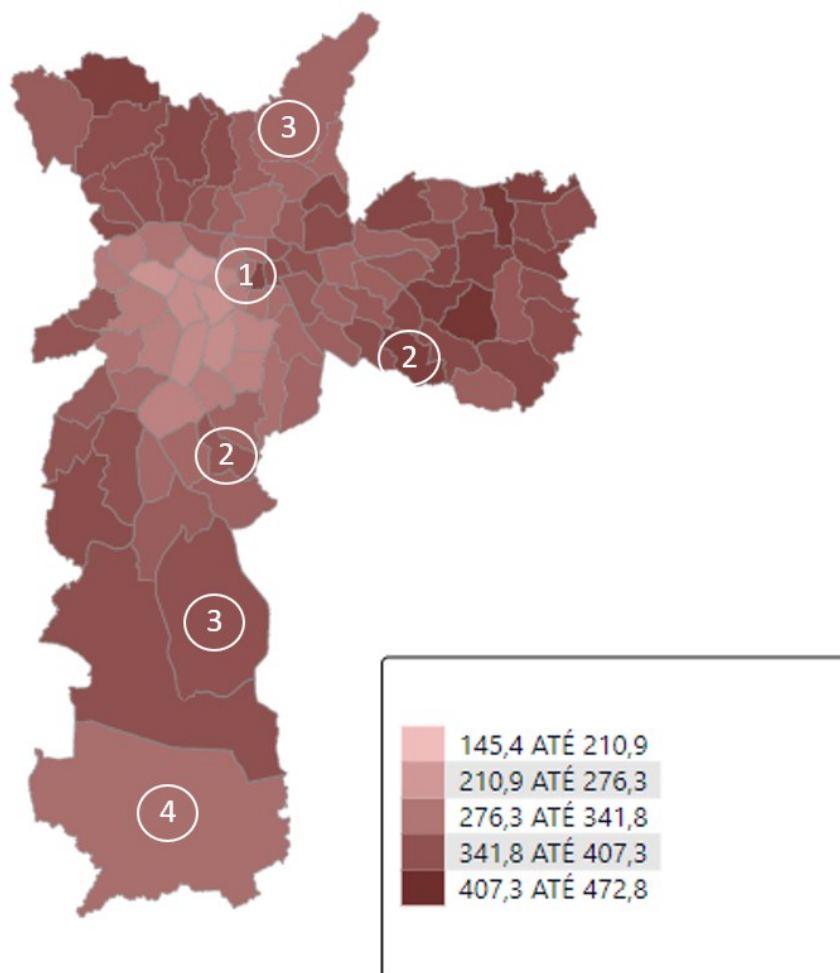 3
1
2
2
3
4
145,4 ATÉ 210,9
210,9 ATÉ 276,3
276,3 ATÉ 341,8
341,8 ATÉ 407,3
407,3 ATÉ 472,8